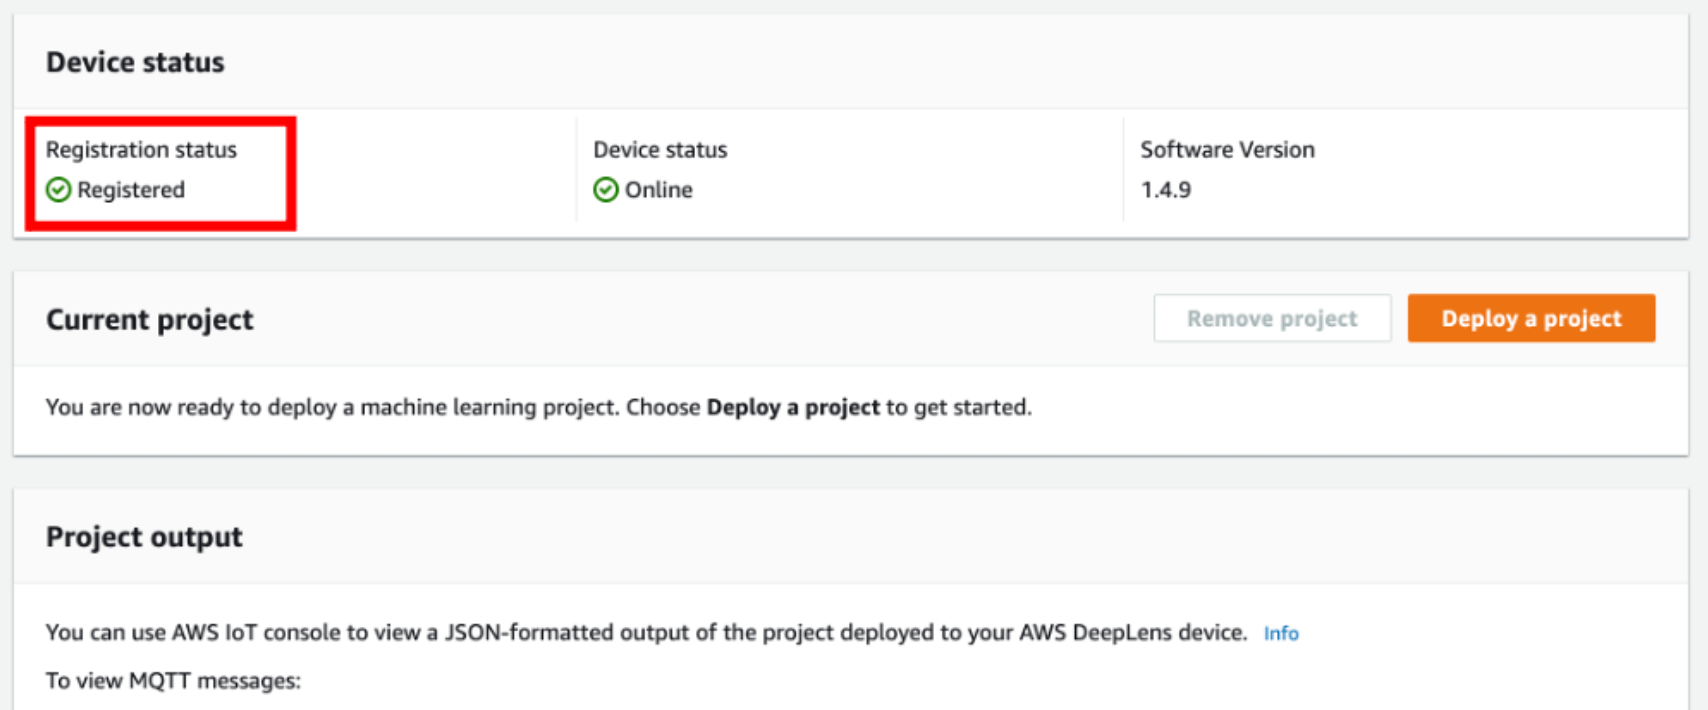 Device status
Registration status
Registered
Device status
Online
Software Version
1.4.9
Current project
Remove project
Deploy a project
You are now ready to deploy a machine learning project. Choose Deploy a project to get started.
Project output
You can use AWS IoT console to view a JSON-formatted output of the project deployed to your AWS DeepLens device. Info
To view MQTT messages: